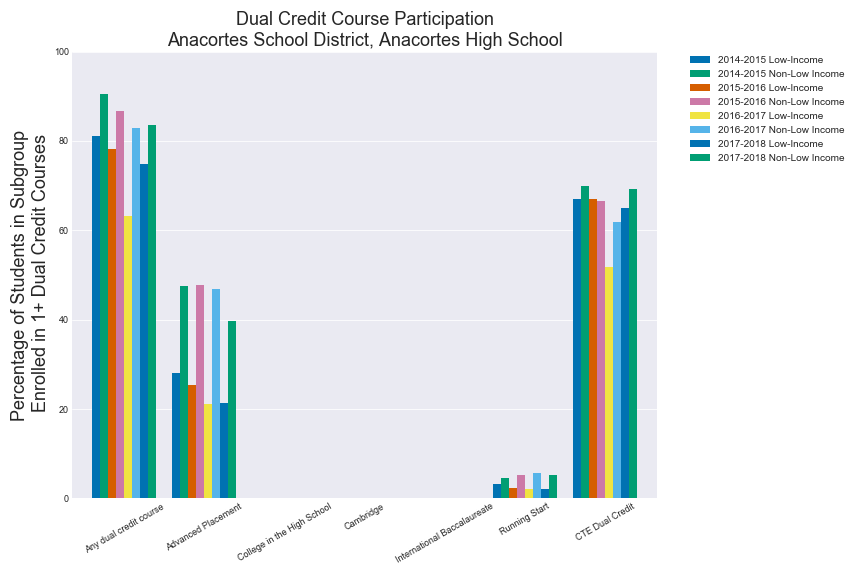 Dual Credit Course Participation
Anacortes School District, Anacortes High School
Percentage of Students in Subgroup
Enrolled in 1+ Dual Credit Courses
100
80
60
40
20
0
Any dual credit course
Advanced Placement
College in the High School
Cambridge
International Baccalaureate
Running Start
CTE Dual Credit
2014-2015 Low-Income
2014-2015 Non-Low Income
2015-2016 Low-Income
2015-2016 Non-Low Income
2016-2017 Low-Income
2016-2017 Non-Low Income
2017-2018 Low-Income
2017-2018 Non-Low Income